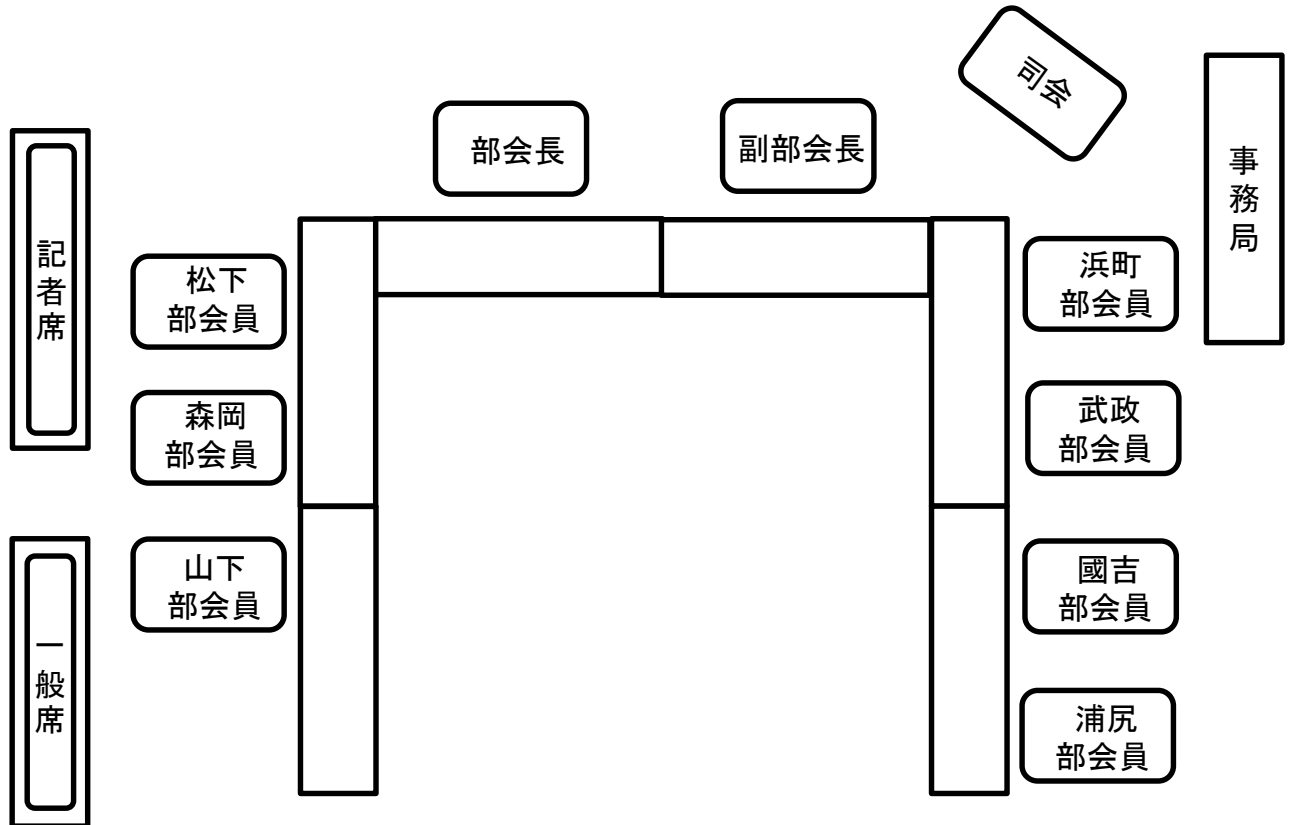 司会
部会長
副部会長
事務局
記者席
松下
部会員
浜町
部会員
森岡
部会員
武政
部会員
山下
部会員
國吉
部会員
一般席
浦尻
部会員